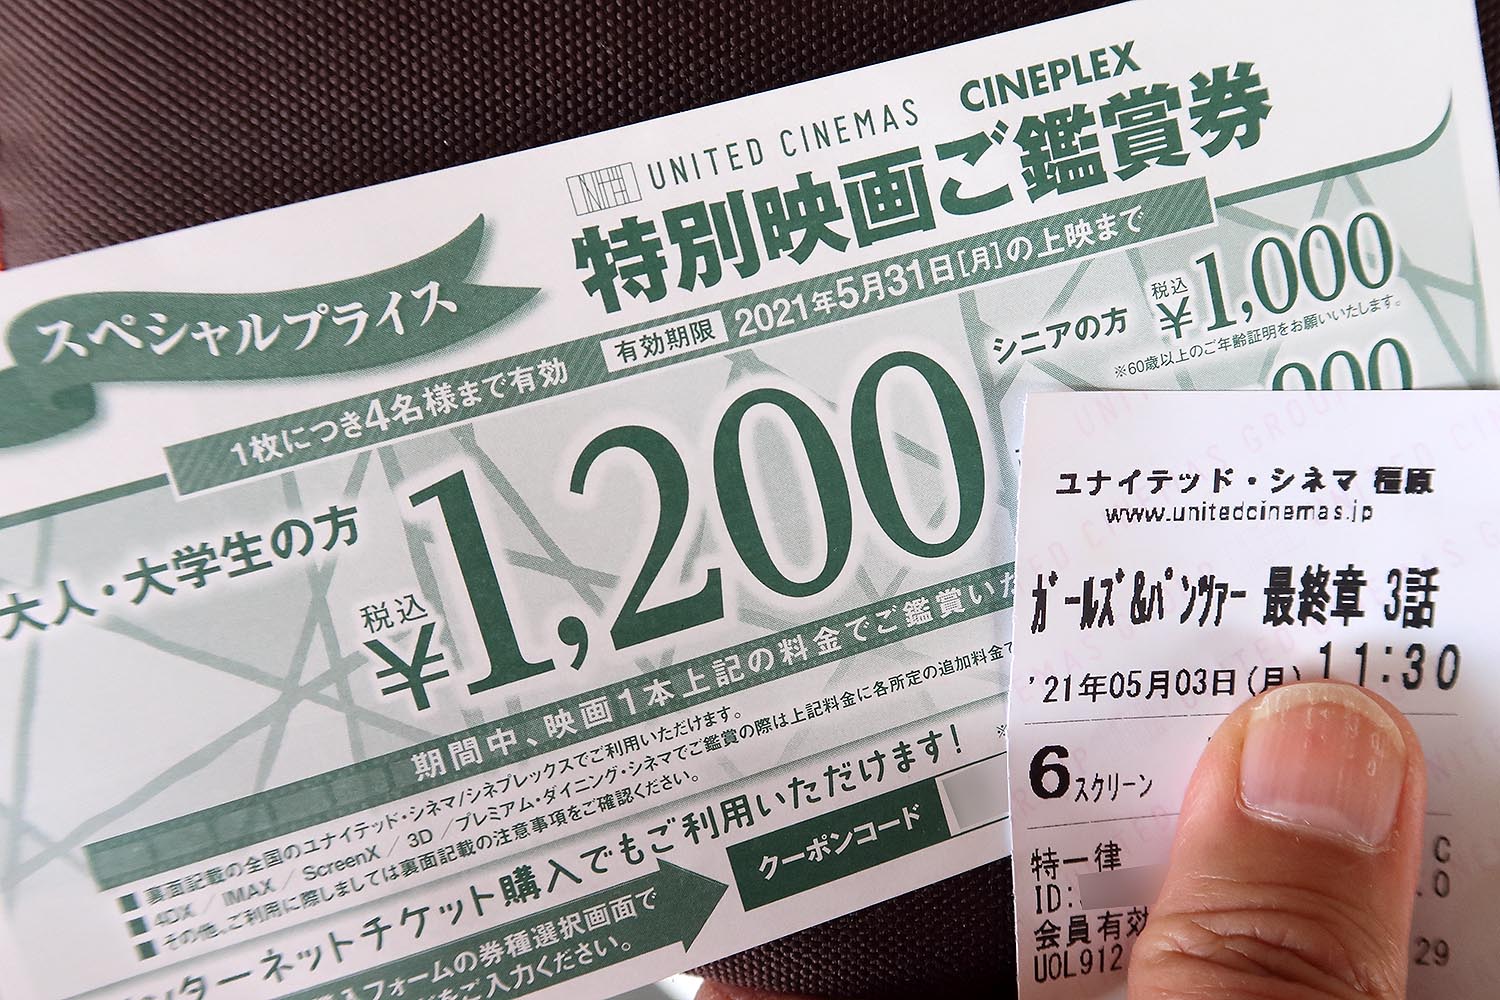 UNITED CINEMAS CINEPLEX
特別映画ご鑑賞券
スペシャルプライス
1枚につき4名様まで有効 有効期限 2021年5月31日[月]の上映まで
大人・大学生の方 税込 ¥1,200
シニアの方 税込 ¥1,000
※60歳以上のご年齢証明をお願いいたします。
期間中、映画1本上記の料金でご鑑賞いた
■裏面記載の全国のユナイテッド・シネマ/シネプレックスでご利用いただけます。
■4DX / IMAX / ScreenX / 3D / プレミアム・ダイニング・シネマでご鑑賞の際は上記料金に各所定の追加料金で
■その他、ご利用に際しましては裏面記載の注意事項をご確認ください。
ンターネットチケット購入でもご利用いただけます!
フォームの券種選択画面で
をご入力ください。
クーポンコード
ユナイテッド・シネマ 橿原
www.unitedcinemas.jp
ガールズ&パンツァー 最終章 3話
'21年05月03日(月) 11:30
6スクリーン
特一律
ID:
会員有効
UOL912
29